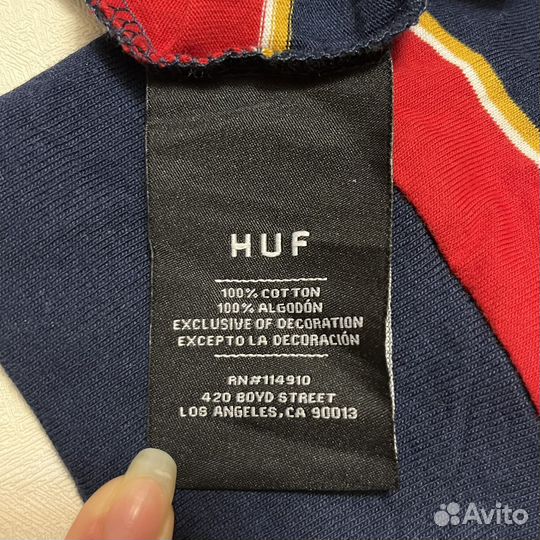 HUF
100% COTTON
100% ALGODÓN
EXCLUSIVE OF DECORATION
EXCEPTO LA DECORACIÓN
RN#114910
420 BOYD STREET
LOS ANGELES, CA 90013
Avito